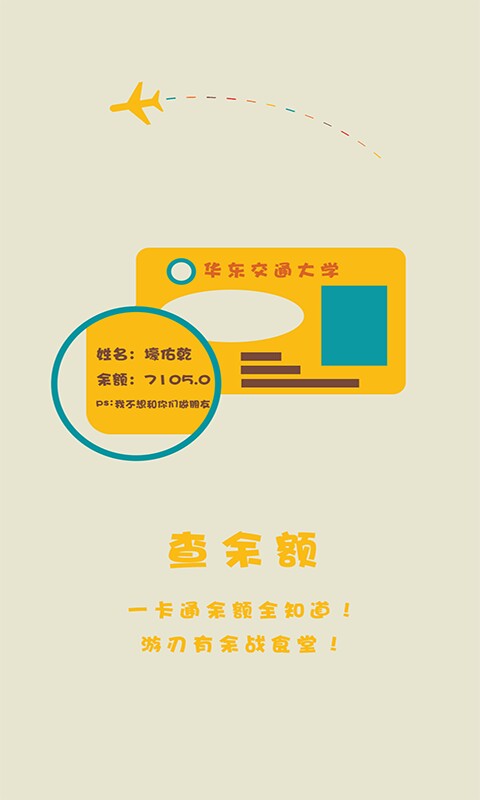 华东交通大学
姓名：壕佑乾
余额：7105.0
ps:我不想和你们做朋友
查余额
一卡通余额全知道！
游刃有余战食堂！